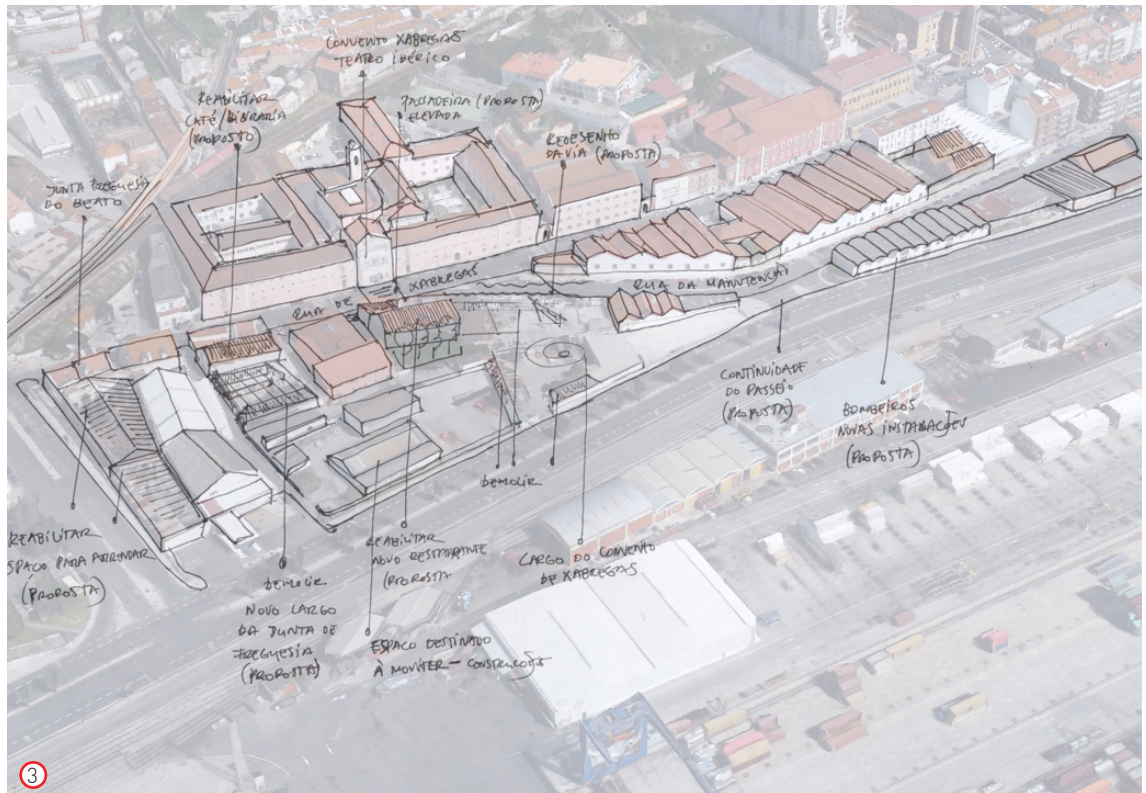 CONVENTO XABREGAS
TEATRO IBÉRICO
REABILITAR
CAFÉ/LIVRARIA
(PROPOSTO)
PASSADEIRA (PROPOSTA)
ELEVADA
REDESENHO
DA VIA (PROPOSTA)
JUNTA FREGUESIA
DO BEATO
RUA DE XABREGAS
RUA DA MANUTENÇÃO
CONTINUIDADE
DO PASSEIO
(PROPOSTA)
BOMBEIROS
NOVAS INSTALAÇÕES
(PROPOSTA)
DEMOLIR
REABILITAR
ESPAÇO PARA ARRENDAR
(PROPOSTA)
REABILITAR
NOVO RESTAURANTE
(PROPOSTA
LARGO DO CONVENTO
DE XABREGAS
DEMOLIR
NOVO LARGO
DA JUNTA DE
FREGUESIA
(PROPOSTA)
ESPAÇO DESTINADO
À MOVITER - CONSTRUÇÕES
3